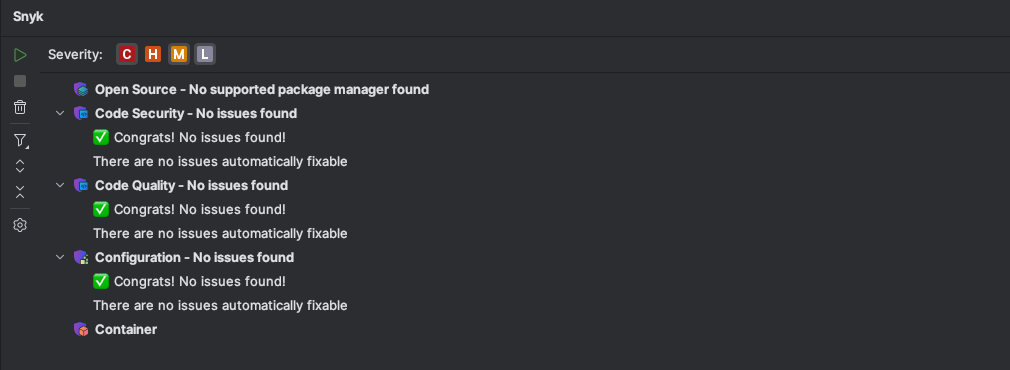 Snyk
Severity: C H M L
Open Source - No supported package manager found
Code Security - No issues found
Congrats! No issues found!
There are no issues automatically fixable
Code Quality - No issues found
Congrats! No issues found!
There are no issues automatically fixable
Configuration - No issues found
Congrats! No issues found!
There are no issues automatically fixable
Container